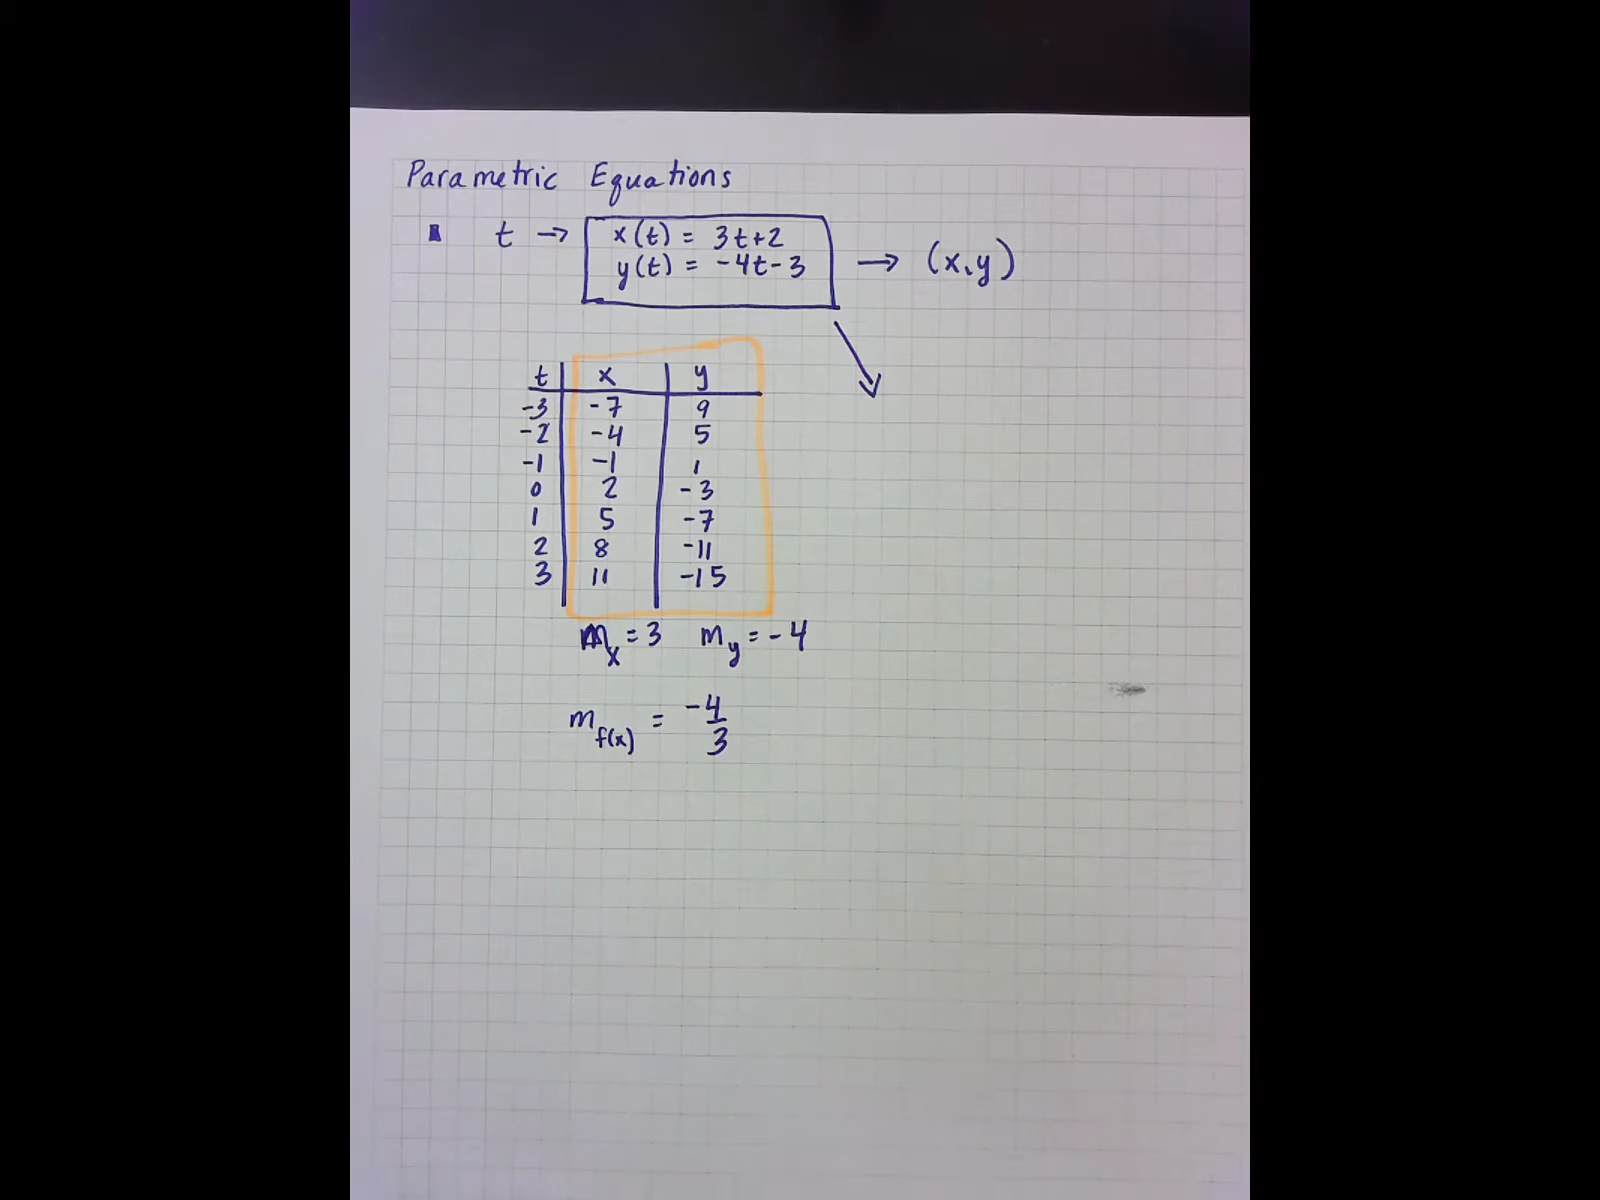 Parametric Equations
t → x(t) = 3t+2
y(t) = -4t-3 → (x,y)
t x y
-3 -7 9
-2 -4 5
-1 -1 1
0 2 -3
1 5 -7
2 8 -11
3 11 -15
mx = 3 my = -4
mf(x) = -4/3